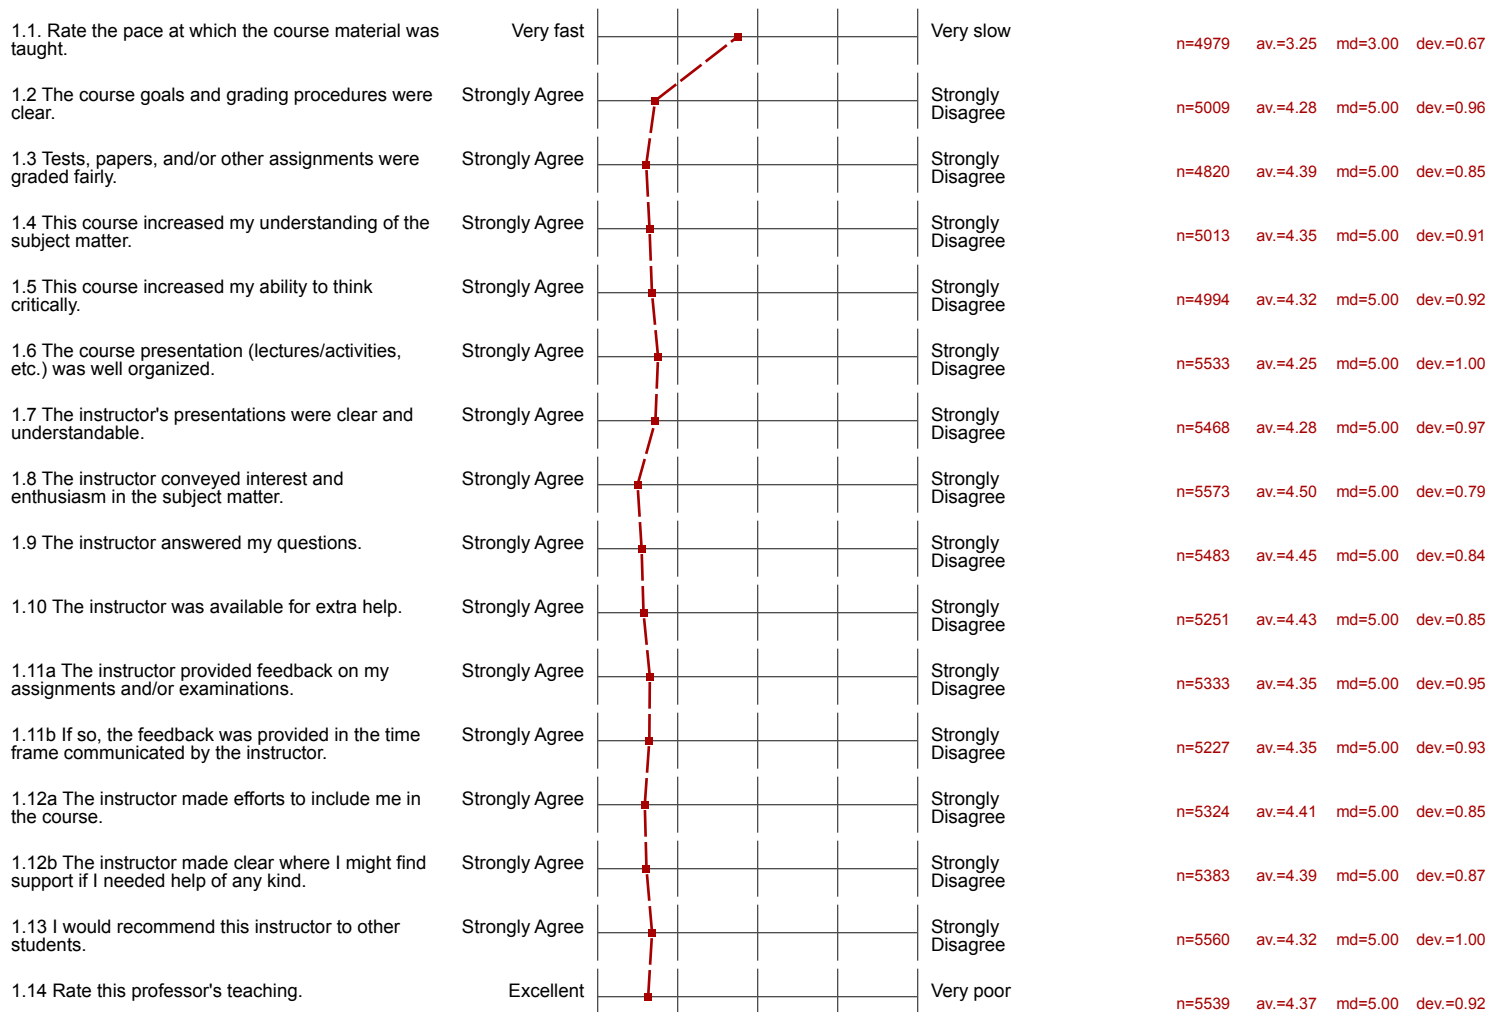 1.1. Rate the pace at which the course material was taught.
Very fast
Very slow
n=4979 av.=3.25 md=3.00 dev.=0.67
1.2 The course goals and grading procedures were clear.
Strongly Agree
Strongly Disagree
n=5009 av.=4.28 md=5.00 dev.=0.96
1.3 Tests, papers, and/or other assignments were graded fairly.
Strongly Agree
Strongly Disagree
n=4820 av.=4.39 md=5.00 dev.=0.85
1.4 This course increased my understanding of the subject matter.
Strongly Agree
Strongly Disagree
n=5013 av.=4.35 md=5.00 dev.=0.91
1.5 This course increased my ability to think critically.
Strongly Agree
Strongly Disagree
n=4994 av.=4.32 md=5.00 dev.=0.92
1.6 The course presentation (lectures/activities, etc.) was well organized.
Strongly Agree
Strongly Disagree
n=5533 av.=4.25 md=5.00 dev.=1.00
1.7 The instructor's presentations were clear and understandable.
Strongly Agree
Strongly Disagree
n=5468 av.=4.28 md=5.00 dev.=0.97
1.8 The instructor conveyed interest and enthusiasm in the subject matter.
Strongly Agree
Strongly Disagree
n=5573 av.=4.50 md=5.00 dev.=0.79
1.9 The instructor answered my questions.
Strongly Agree
Strongly Disagree
n=5483 av.=4.45 md=5.00 dev.=0.84
1.10 The instructor was available for extra help.
Strongly Agree
Strongly Disagree
n=5251 av.=4.43 md=5.00 dev.=0.85
1.11a The instructor provided feedback on my assignments and/or examinations.
Strongly Agree
Strongly Disagree
n=5333 av.=4.35 md=5.00 dev.=0.95
1.11b If so, the feedback was provided in the time frame communicated by the instructor.
Strongly Agree
Strongly Disagree
n=5227 av.=4.35 md=5.00 dev.=0.93
1.12a The instructor made efforts to include me in the course.
Strongly Agree
Strongly Disagree
n=5324 av.=4.41 md=5.00 dev.=0.85
1.12b The instructor made clear where I might find support if I needed help of any kind.
Strongly Agree
Strongly Disagree
n=5383 av.=4.39 md=5.00 dev.=0.87
1.13 I would recommend this instructor to other students.
Strongly Agree
Strongly Disagree
n=5560 av.=4.32 md=5.00 dev.=1.00
1.14 Rate this professor's teaching.
Excellent
Very poor
n=5539 av.=4.37 md=5.00 dev.=0.92